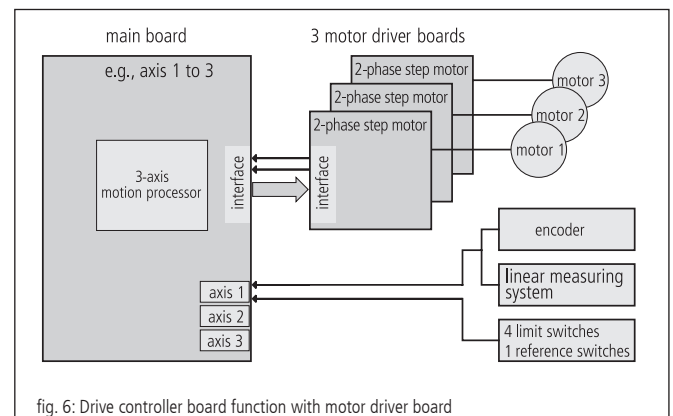 main board
3 motor driver boards
e.g., axis 1 to 3
2-phase step motor
motor 3
2-phase step motor
motor 2
2-phase step motor
motor 1
3-axis
motion processor
interface
interface
encoder
linear measuring
system
axis 1
axis 2
axis 3
4 limit switches
1 reference switches
fig. 6: Drive controller board function with motor driver board